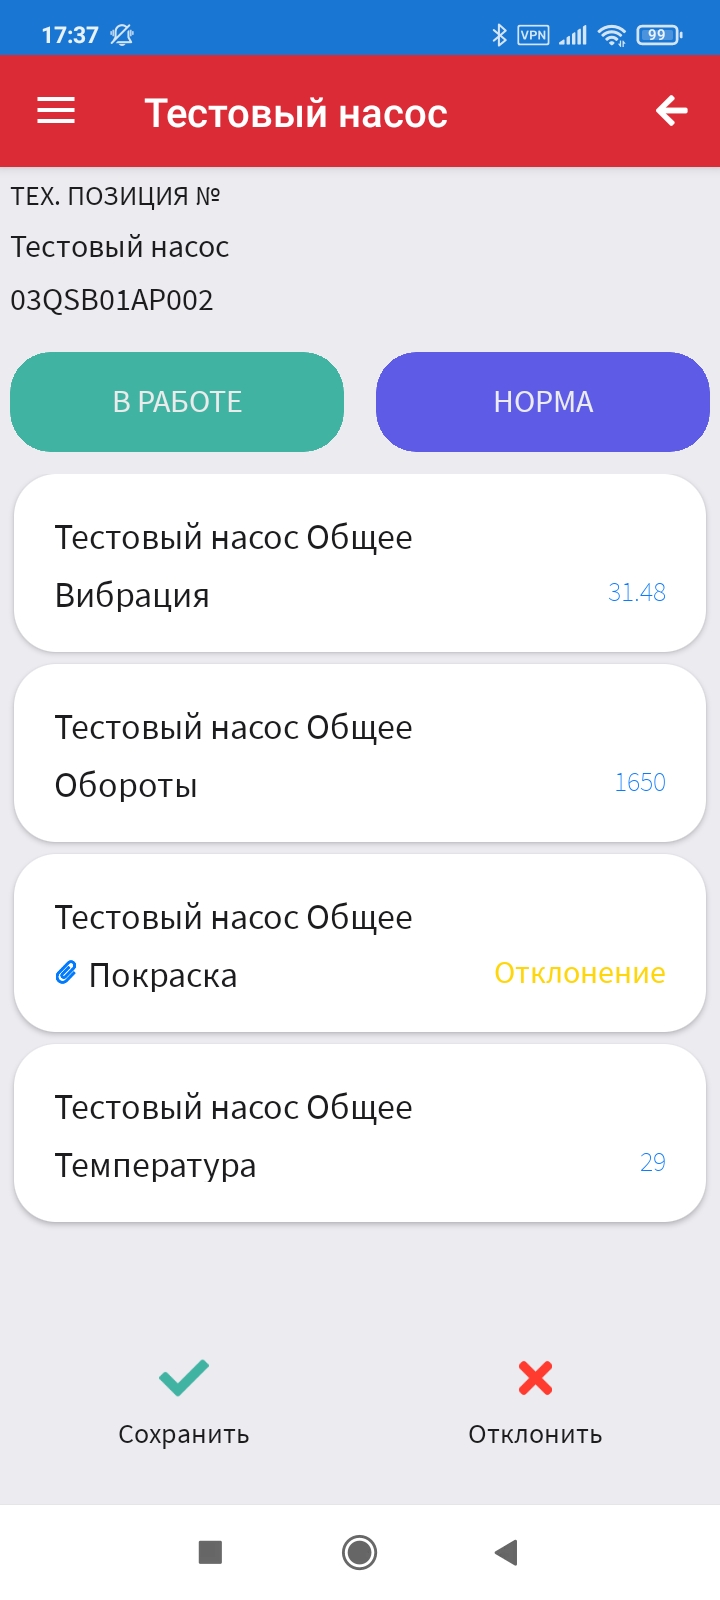 17:37 VPN 99
Тестовый насос
ТЕХ. ПОЗИЦИЯ №
Тестовый насос
03QSB01AP002
В РАБОТЕ НОРМА
Тестовый насос Общее
Вибрация 31.48
Тестовый насос Общее
Обороты 1650
Тестовый насос Общее
Покраска Отклонение
Тестовый насос Общее
Температура 29
Сохранить Отклонить